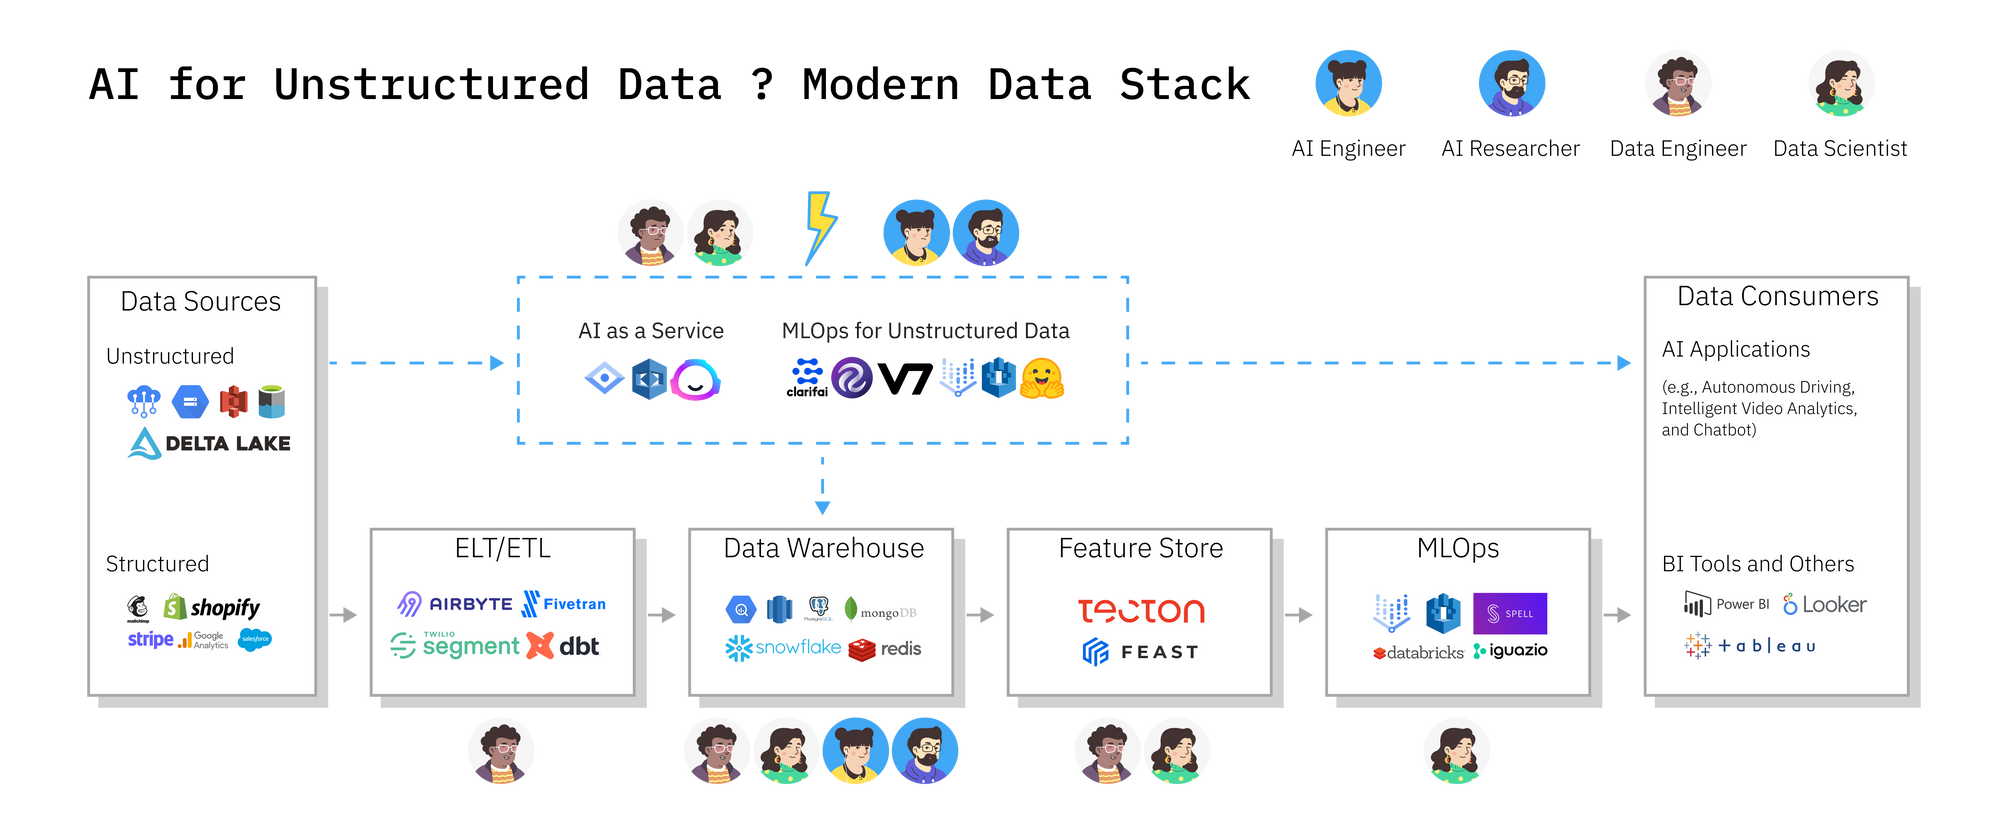 AI for Unstructured Data ? Modern Data Stack
AI Engineer
AI Researcher
Data Engineer
Data Scientist
Data Sources
Unstructured
DELTA LAKE
Structured
mailchimp
shopify
stripe
Google
Analytics
salesforce
AI as a Service
MLOps for Unstructured Data
clarifai
V7
ELT/ETL
AIRBYTE
Fivetran
TWILIO
segment
dbt
Data Warehouse
PostgreSQL
mongoDB
snowflake
redis
Feature Store
TECTON
FEAST
MLOps
SPELL
databricks
iguazio
Data Consumers
AI Applications
(e.g., Autonomous Driving,
Intelligent Video Analytics,
and Chatbot)
BI Tools and Others
Power BI
Looker
+ableau